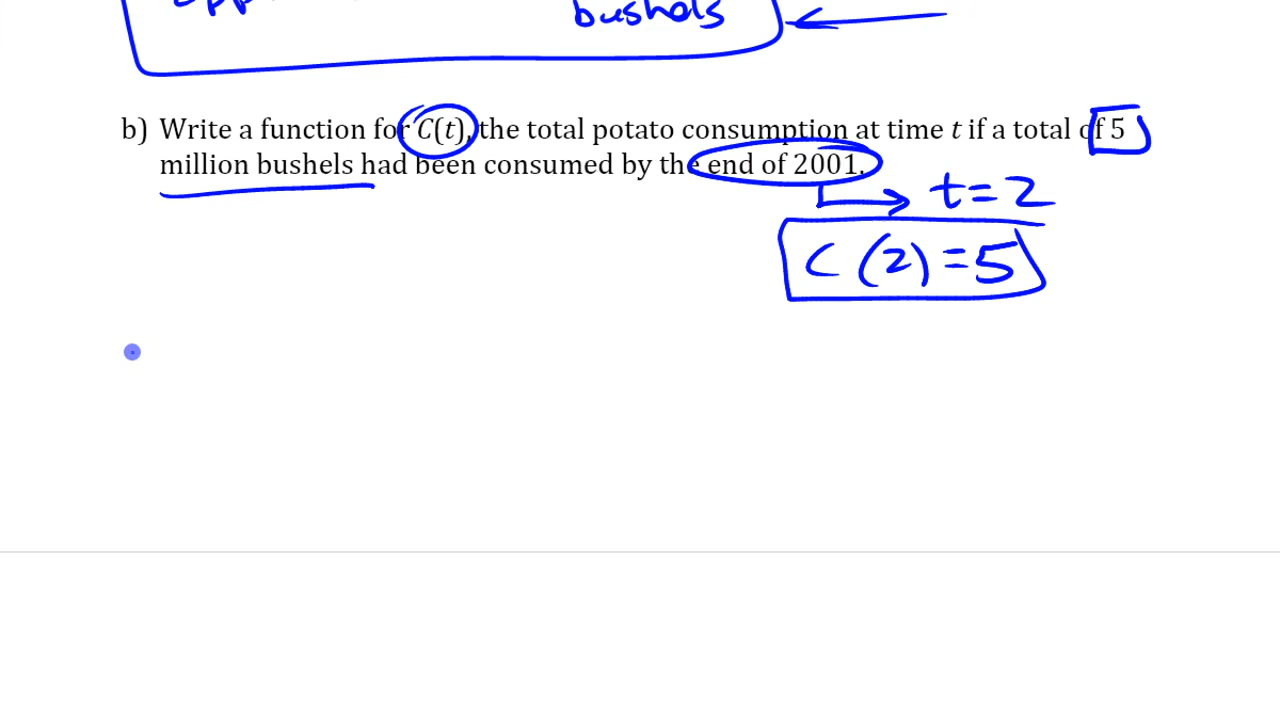 bushels
b) Write a function for C(t), the total potato consumption at time t if a total of 5
million bushels had been consumed by the end of 2001.
t=2
C (2) = 5